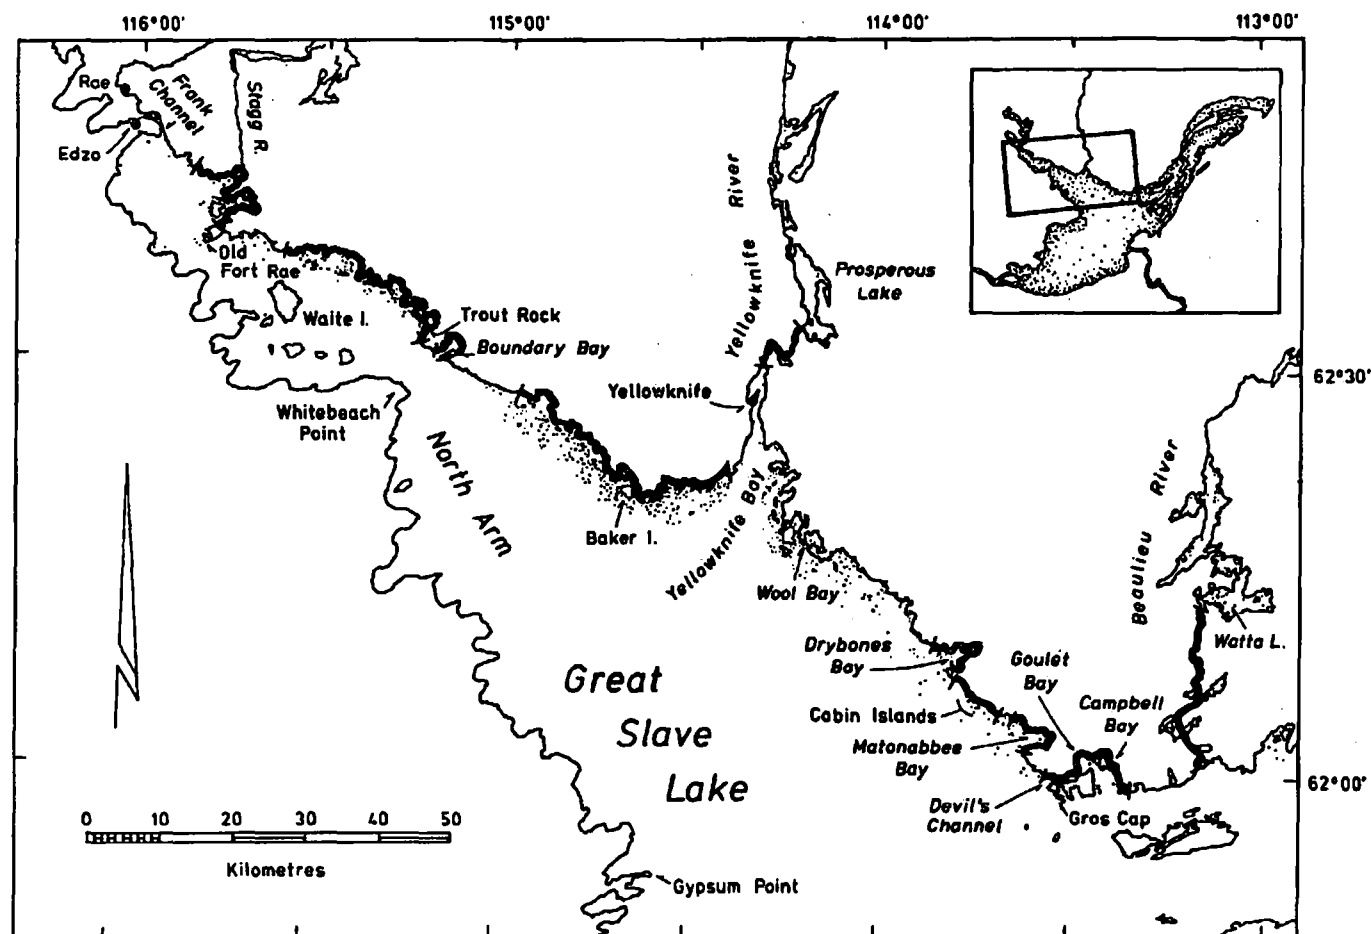 116°00'
115°00'
114°00'
113°00'
Rae
Frank
Channel
Stagg R.
Edzo
Old
Fort Rae
Waite I.
Trout Rock
Boundary Bay
Whitebeach
Point
North Arm
Yellowknife River
Prosperous
Lake
Yellowknife
62°30'
Baker I.
Yellowknife Bay
Wool Bay
Beaulieu River
Watta L.
Drybones
Bay
Goulet
Bay
Campbell
Bay
Cabin Islands
Matonabbee
Bay
Great
Slave
Lake
62°00'
Devil's
Channel
Gros Cap
0 10 20 30 40 50
Kilometres
Gypsum Point